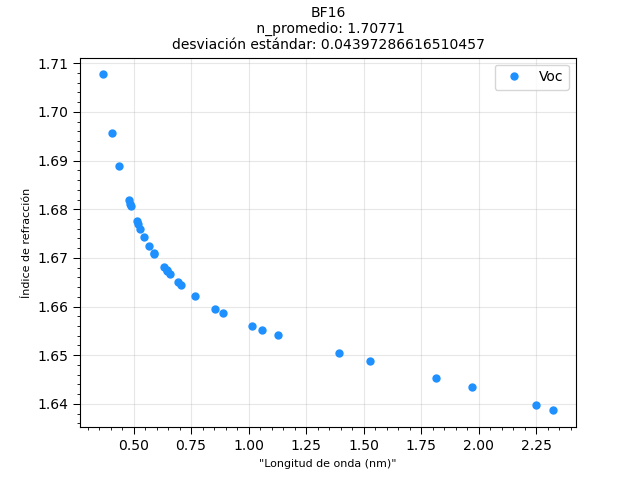 BF16
n_promedio: 1.70771
desviación estándar: 0.04397286616510457
Voc
1.71
1.70
1.69
1.68
1.67
1.66
1.65
1.64
Índice de refracción
0.50 0.75 1.00 1.25 1.50 1.75 2.00 2.25
"Longitud de onda (nm)"